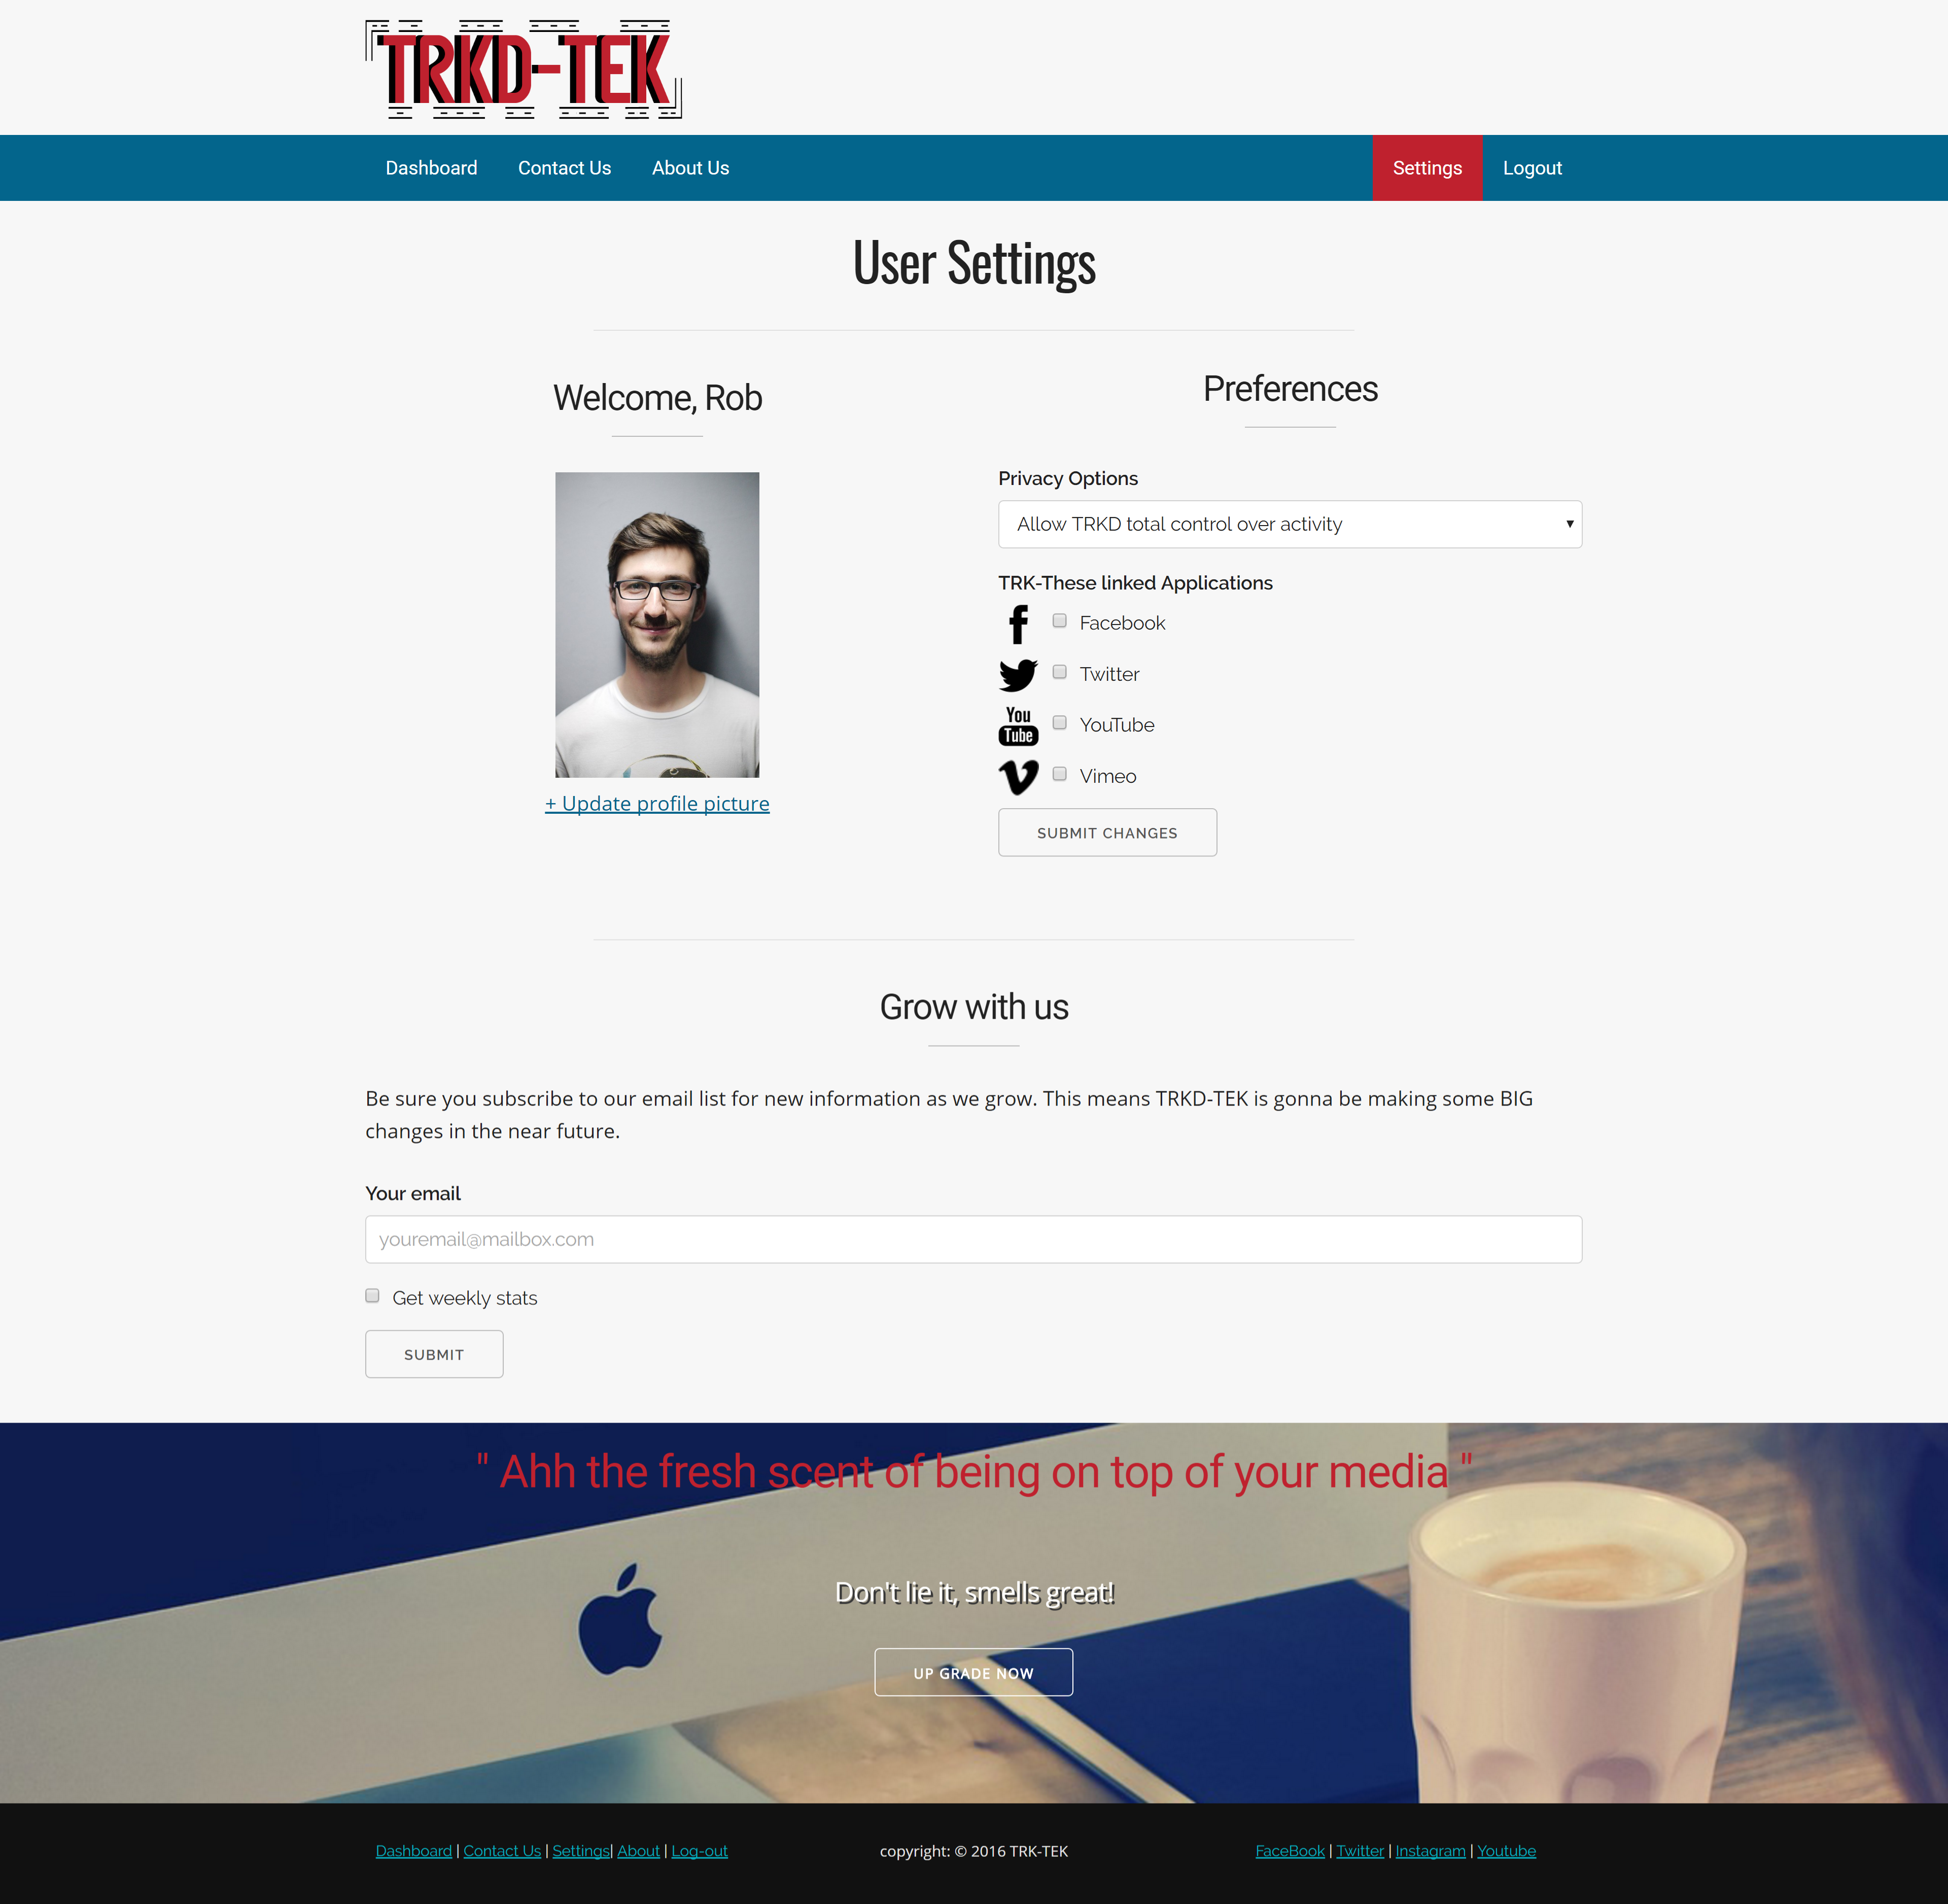 TRKD-TEK
Dashboard Contact Us About Us Settings Logout
User Settings
Welcome, Rob
+ Update profile picture
Preferences
Privacy Options
Allow TRKD total control over activity
TRK-These linked Applications
Facebook
Twitter
You
Tube
YouTube
Vimeo
SUBMIT CHANGES
Grow with us
Be sure you subscribe to our email list for new information as we grow. This means TRKD-TEK is gonna be making some BIG
changes in the near future.
Your email
youremail@mailbox.com
Get weekly stats
SUBMIT
" Ahh the fresh scent of being on top of your media "
Don't lie it, smells great!
UP GRADE NOW
Dashboard | Contact Us | Settings| About | Log-out
copyright: © 2016 TRK-TEK
FaceBook | Twitter | Instagram | Youtube